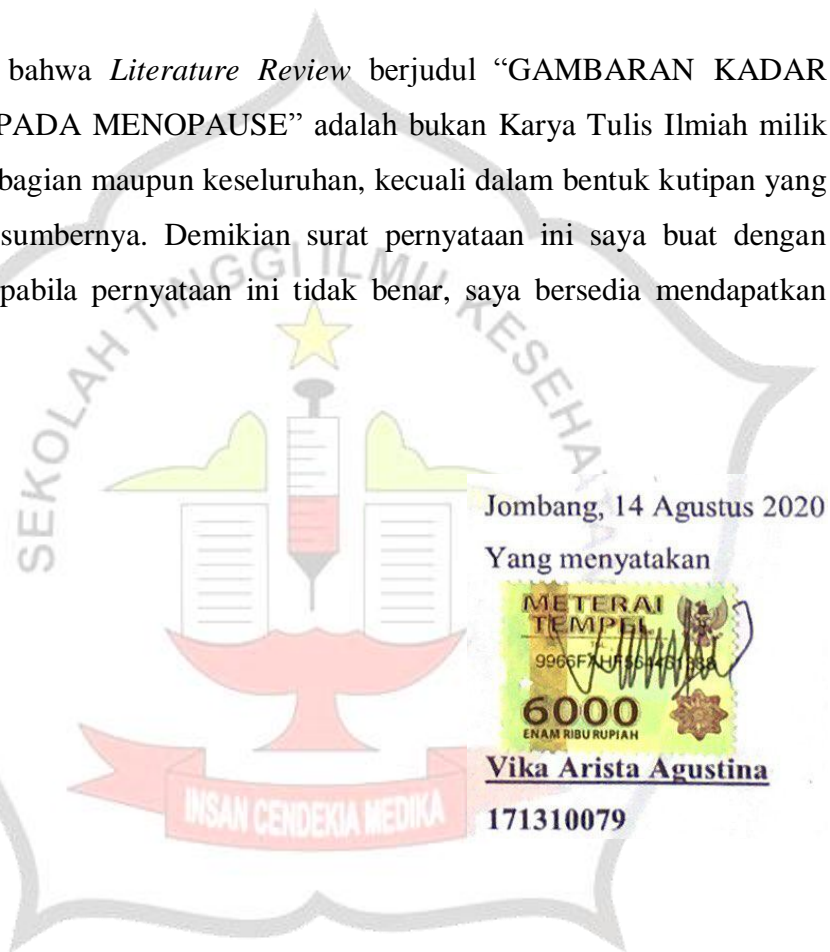 bahwa Literature Review berjudul “GAMBARAN KADAR
PADA MENOPAUSE” adalah bukan Karya Tulis Ilmiah milik
bagian maupun keseluruhan, kecuali dalam bentuk kutipan yang
sumbernya. Demikian surat pernyataan ini saya buat dengan
pabila pernyataan ini tidak benar, saya bersedia mendapatkan
SEKOLAH TINGGI ILMU KESEHATAN
INSAN CENDEKIA MEDIKA
Jombang, 14 Agustus 2020
Yang menyatakan
METERAI
TEMPEL
6000
ENAM RIBU RUPIAH
Vika Arista Agustina
171310079